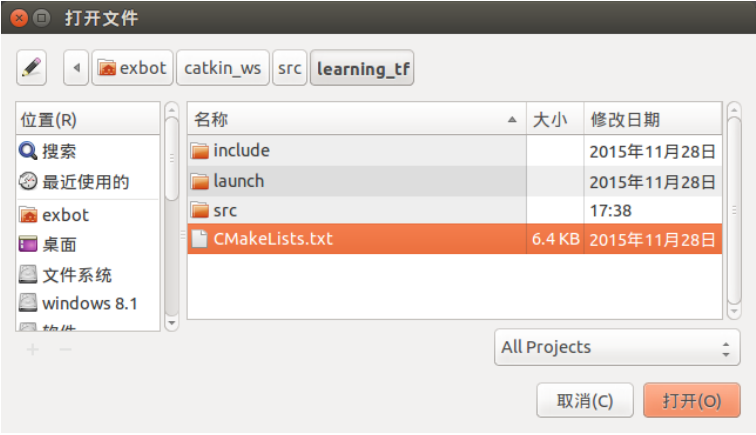 打开文件
exbot catkin_ws src learning_tf
位置(R) 名称 大小 修改日期
搜索 include 2015年11月28日
最近使用的 launch 2015年11月28日
exbot src 17:38
桌面 CMakeLists.txt 6.4 KB 2015年11月28日
文件系统
windows 8.1
软件
All Projects
取消(C) 打开(O)